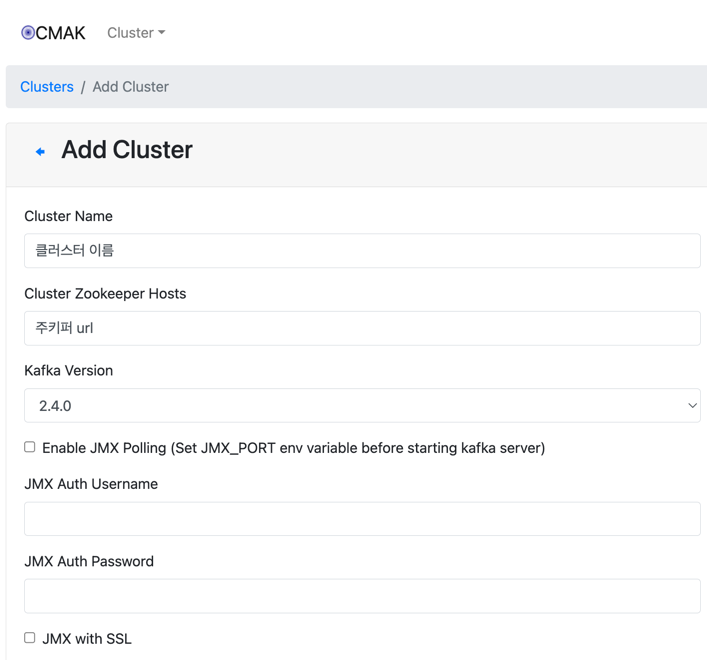 CMAK Cluster
Clusters / Add Cluster
Add Cluster
Cluster Name
클러스터 이름
Cluster Zookeeper Hosts
주키퍼 url
Kafka Version
2.4.0
Enable JMX Polling (Set JMX_PORT env variable before starting kafka server)
JMX Auth Username
JMX Auth Password
JMX with SSL